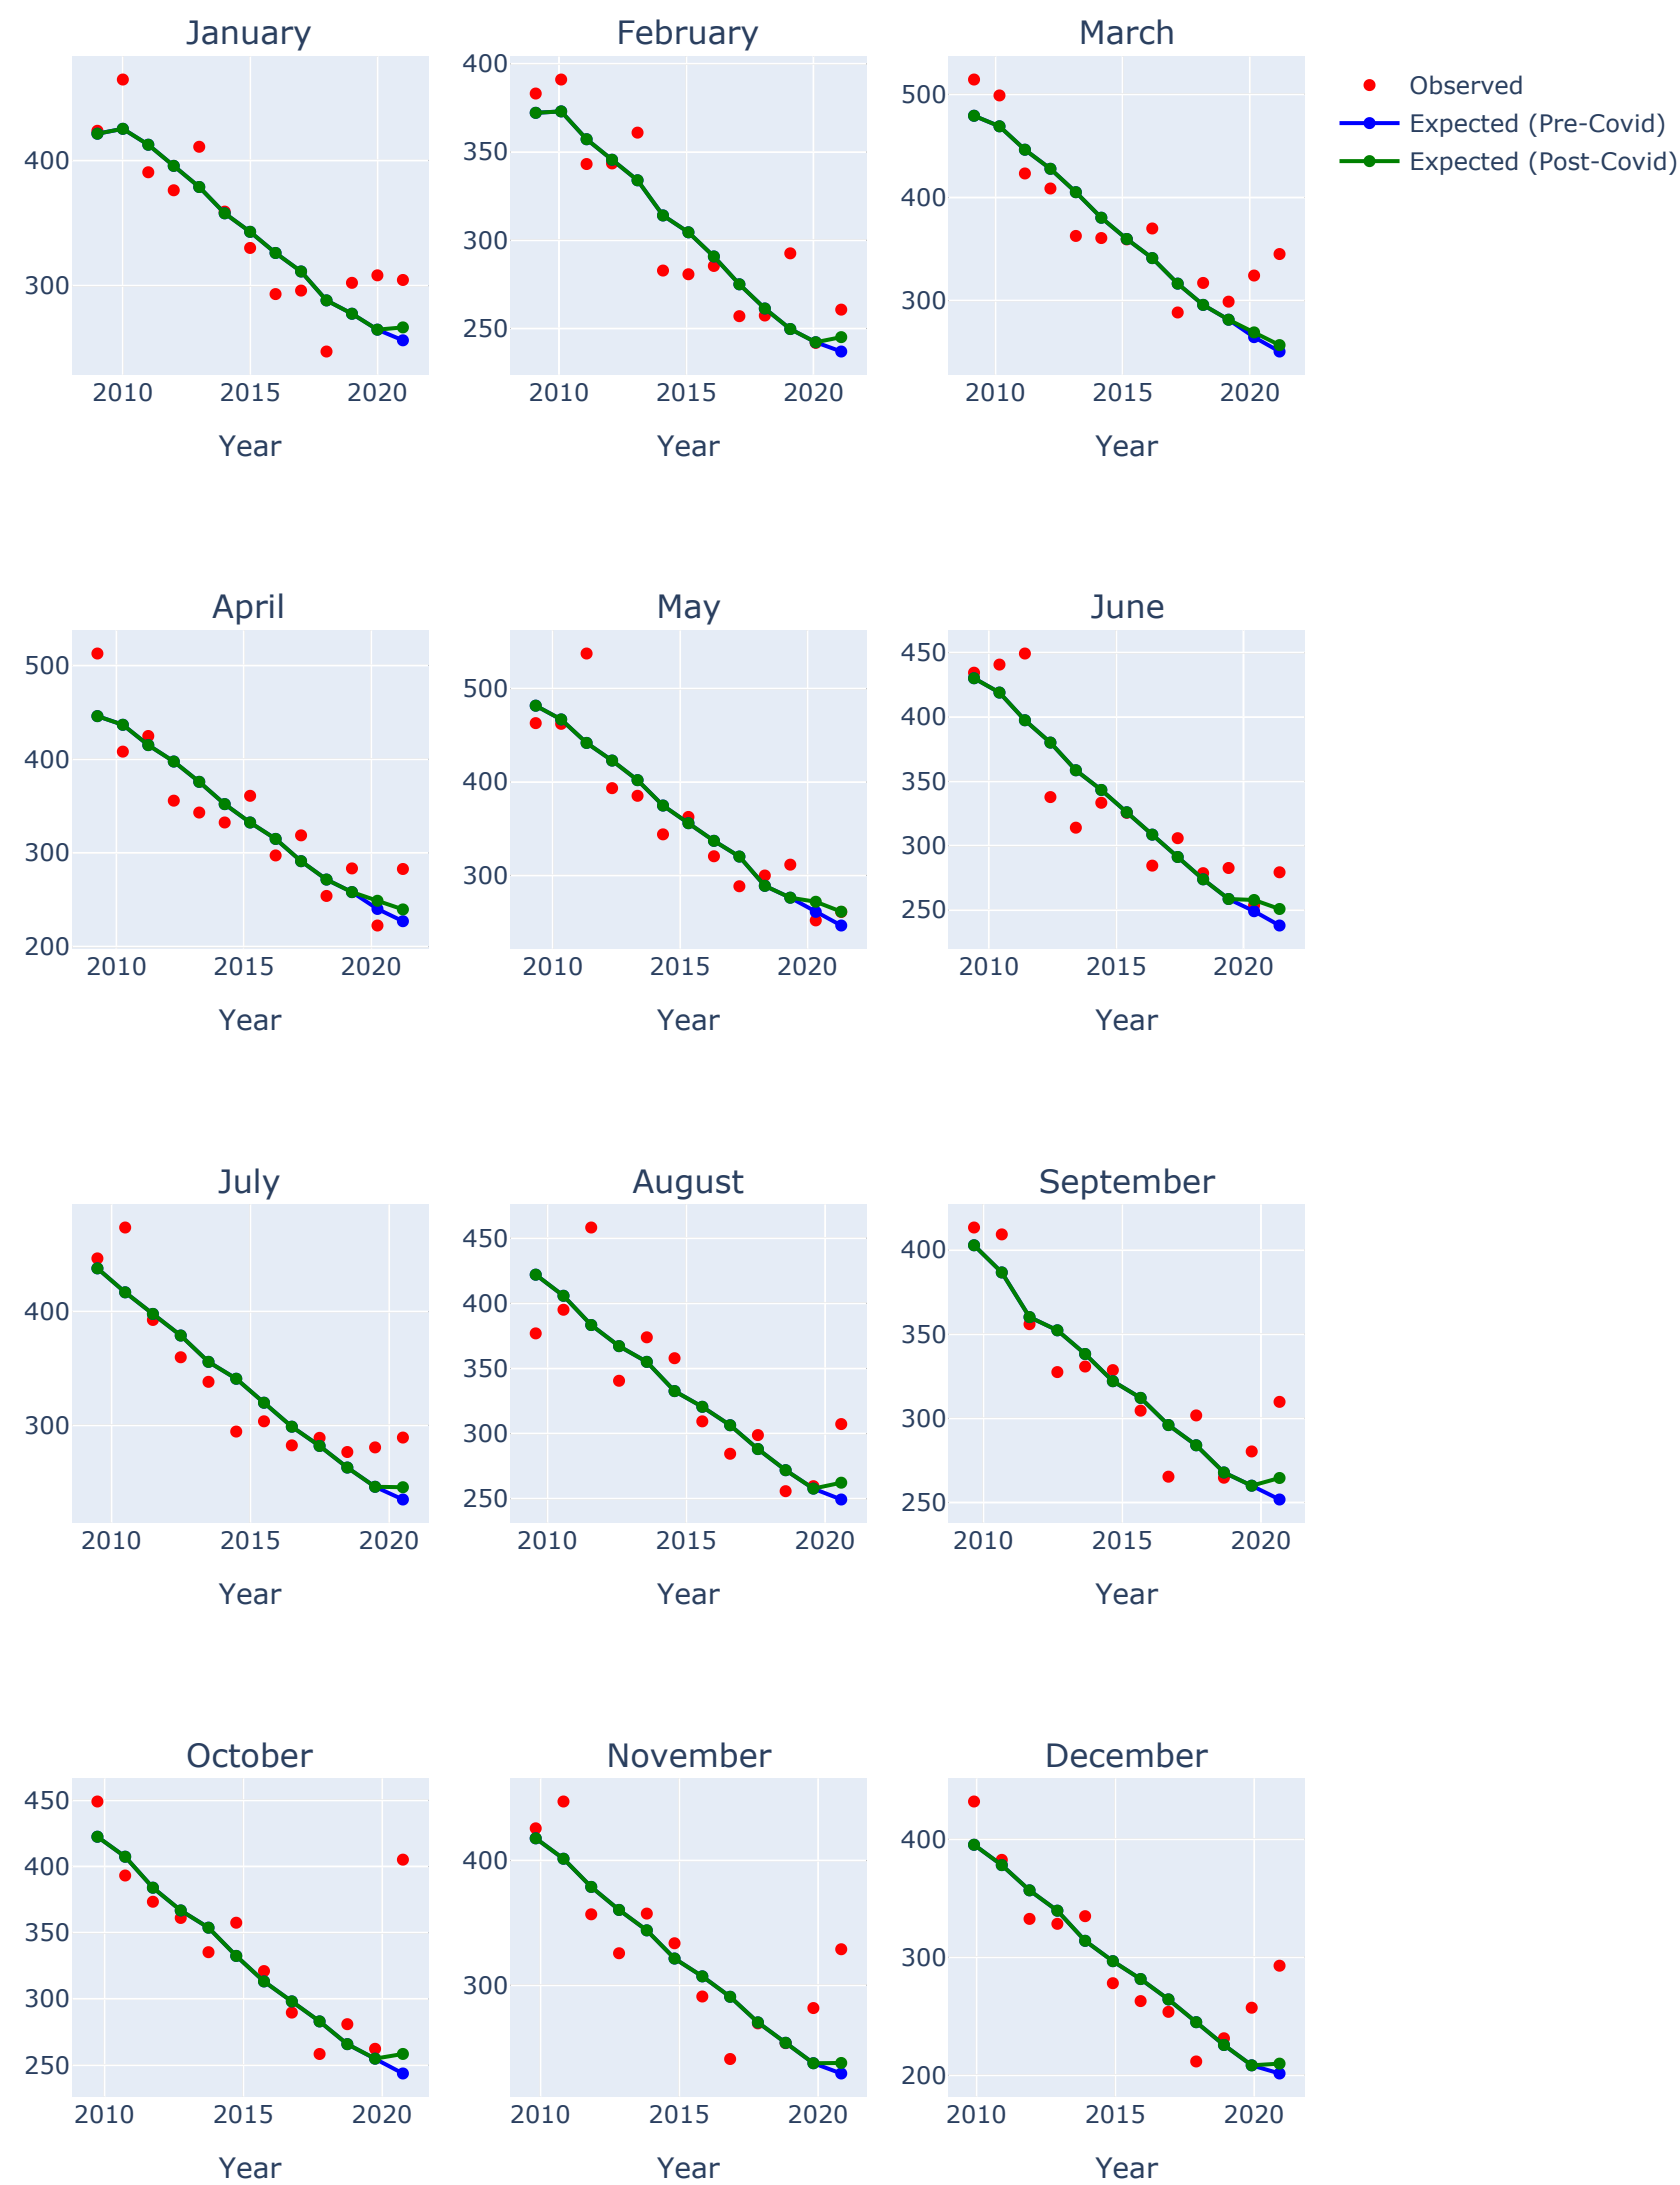 January
February
March
400
300
2010 2015 2020
Year
400
350
300
250
2010 2015 2020
Year
500
400
300
2010 2015 2020
Year
Observed
Expected (Pre-Covid)
Expected (Post-Covid)
April
May
June
500
400
300
200
2010 2015 2020
Year
500
400
300
2010 2015 2020
Year
450
400
350
300
250
2010 2015 2020
Year
July
August
September
400
300
2010 2015 2020
Year
450
400
350
300
250
2010 2015 2020
Year
400
350
300
250
2010 2015 2020
Year
October
November
December
450
400
350
300
250
2010 2015 2020
Year
400
300
2010 2015 2020
Year
400
300
200
2010 2015 2020
Year